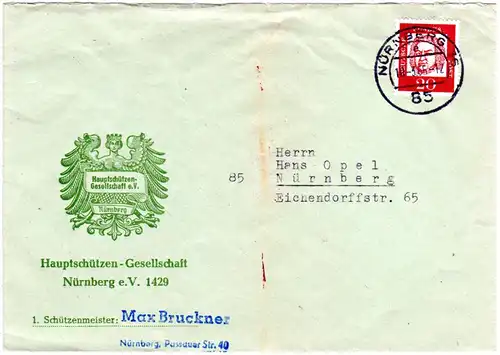 NÜRNBERG
85
20
Hauptschützen-
Gesellschaft e.V.
Nürnberg
Herrn
Hans Opel
85 Nürnberg
Eichendorffstr. 65
Hauptschützen-Gesellschaft
Nürnberg e.V. 1429
1. Schützenmeister: Max Bruckner
Nürnberg, Passauer Str. 40